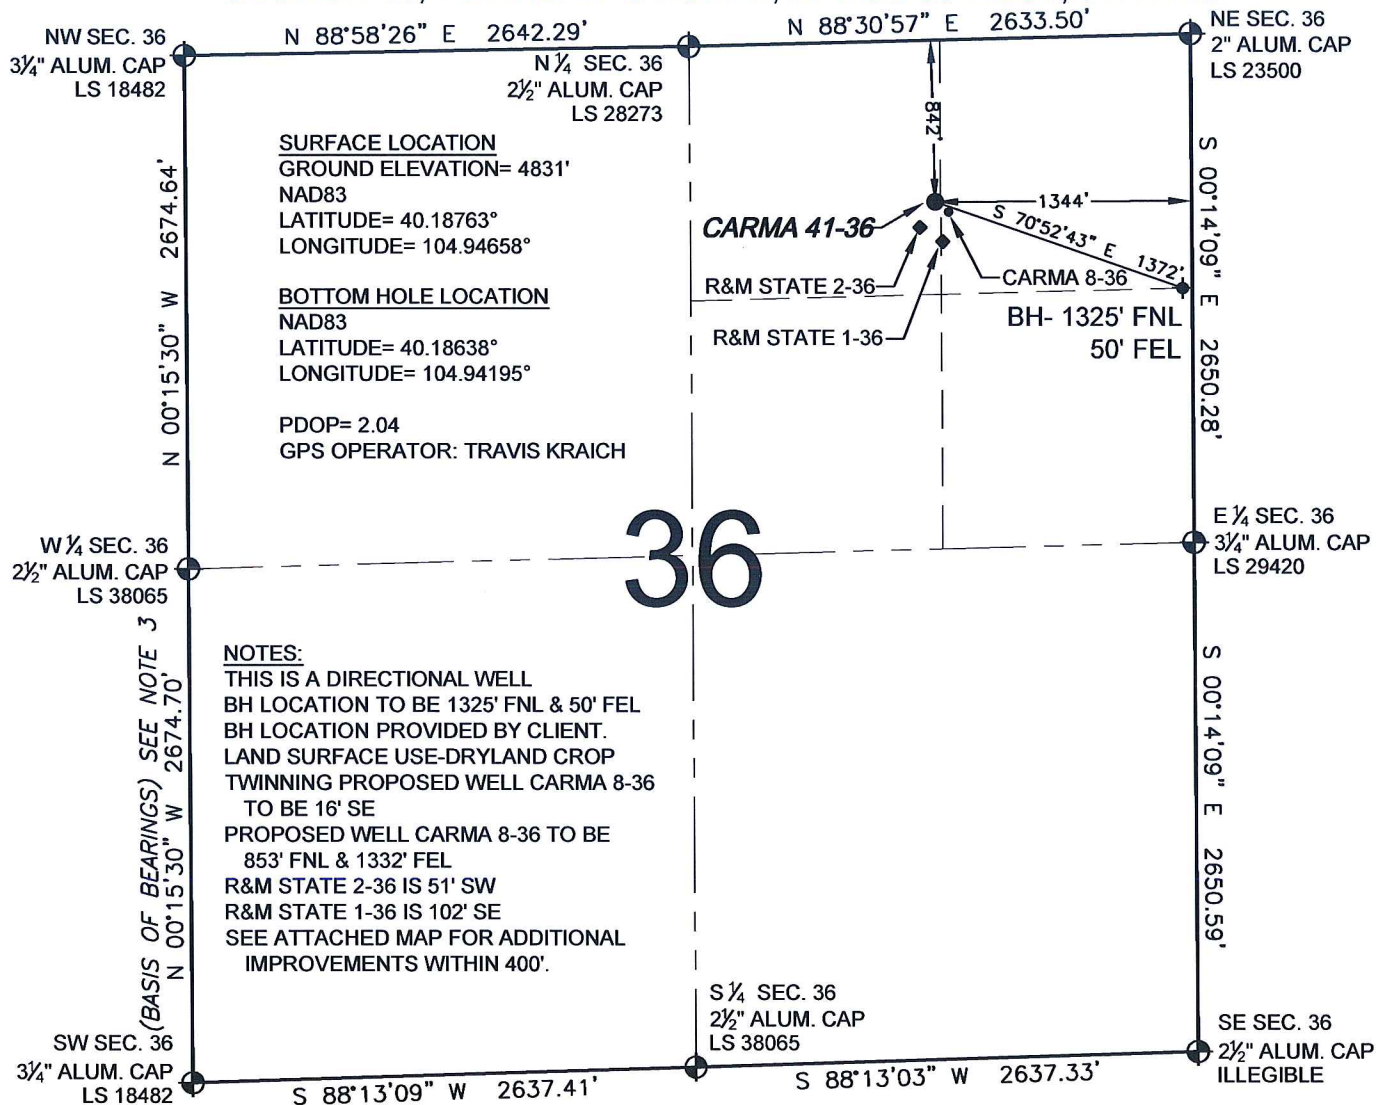 NW SEC. 36
3¼" ALUM. CAP
LS 18482
N 88°58'26" E 2642.29'
N ¼ SEC. 36
2½" ALUM. CAP
LS 28273
N 88°30'57" E 2633.50'
NE SEC. 36
2" ALUM. CAP
LS 23500
N 00°15'30" W 2674.64'
SURFACE LOCATION
GROUND ELEVATION= 4831'
NAD83
LATITUDE= 40.18763°
LONGITUDE= 104.94658°
BOTTOM HOLE LOCATION
NAD83
LATITUDE= 40.18638°
LONGITUDE= 104.94195°
PDOP= 2.04
GPS OPERATOR: TRAVIS KRAICH
842'
1344'
CARMA 41-36
S 70°52'43" E 1372'
R&M STATE 2-36
CARMA 8-36
R&M STATE 1-36
BH- 1325' FNL
50' FEL
S 00°14'09" E 2650.28'
36
W ¼ SEC. 36
2½" ALUM. CAP
LS 38065
E ¼ SEC. 36
3¼" ALUM. CAP
LS 29420
(BASIS OF BEARINGS) SEE NOTE 3
N 00°15'30" W 2674.70'
NOTES:
THIS IS A DIRECTIONAL WELL
BH LOCATION TO BE 1325' FNL & 50' FEL
BH LOCATION PROVIDED BY CLIENT.
LAND SURFACE USE-DRYLAND CROP
TWINNING PROPOSED WELL CARMA 8-36
TO BE 16' SE
PROPOSED WELL CARMA 8-36 TO BE
853' FNL & 1332' FEL
R&M STATE 2-36 IS 51' SW
R&M STATE 1-36 IS 102' SE
SEE ATTACHED MAP FOR ADDITIONAL
IMPROVEMENTS WITHIN 400'.
S 00°14'09" E 2650.59'
SW SEC. 36
3¼" ALUM. CAP
LS 18482
S 88°13'09" W 2637.41'
S ¼ SEC. 36
2½" ALUM. CAP
LS 38065
S 88°13'03" W 2637.33'
SE SEC. 36
2½" ALUM. CAP
ILLEGIBLE